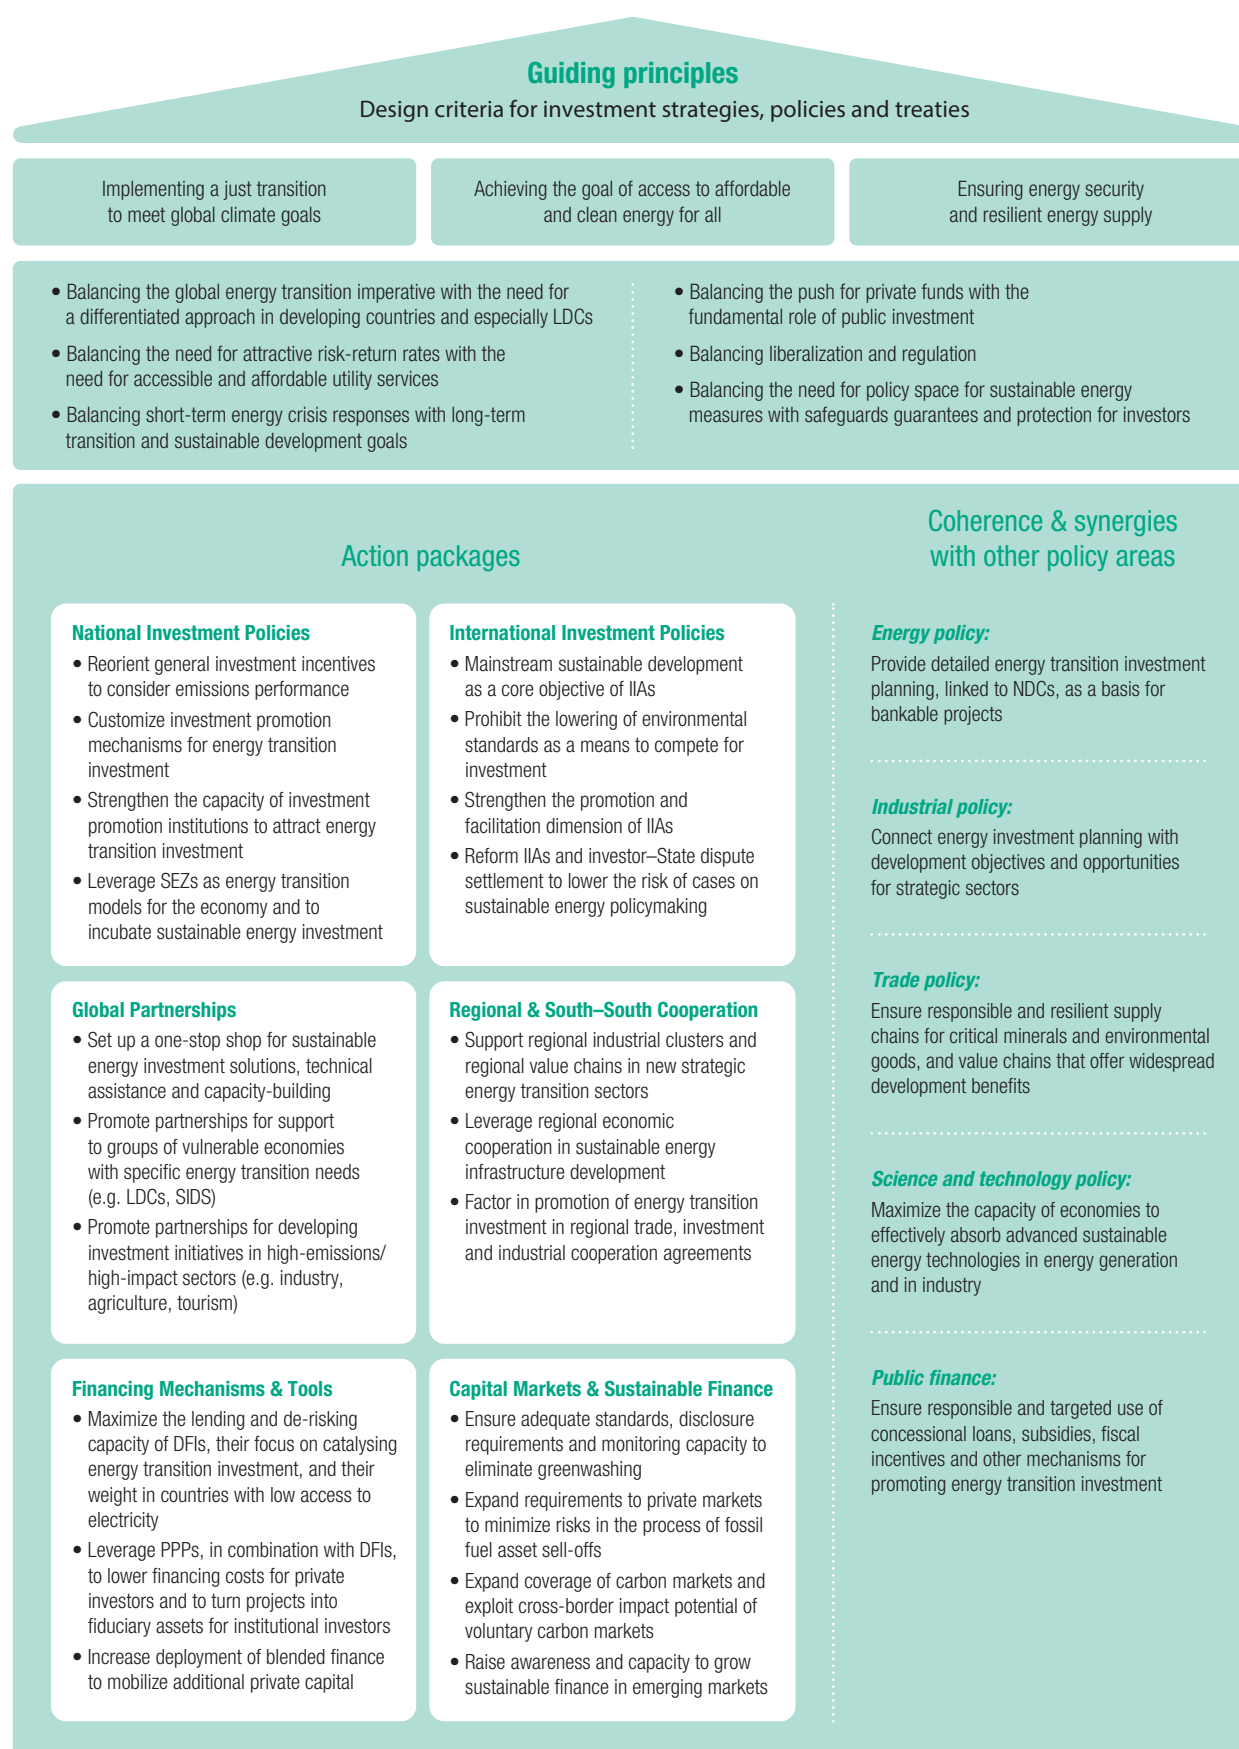 Guiding principles
Design criteria for investment strategies, policies and treaties
Implementing a just transition
to meet global climate goals
Achieving the goal of access to affordable
and clean energy for all
Ensuring energy security
and resilient energy supply
• Balancing the global energy transition imperative with the need for
a differentiated approach in developing countries and especially LDCs
• Balancing the need for attractive risk-return rates with the
need for accessible and affordable utility services
• Balancing short-term energy crisis responses with long-term
transition and sustainable development goals
• Balancing the push for private funds with the
fundamental role of public investment
• Balancing liberalization and regulation
• Balancing the need for policy space for sustainable energy
measures with safeguards guarantees and protection for investors
Action packages
National Investment Policies
• Reorient general investment incentives
to consider emissions performance
• Customize investment promotion
mechanisms for energy transition
investment
• Strengthen the capacity of investment
promotion institutions to attract energy
transition investment
• Leverage SEZs as energy transition
models for the economy and to
incubate sustainable energy investment
International Investment Policies
• Mainstream sustainable development
as a core objective of IIAs
• Prohibit the lowering of environmental
standards as a means to compete for
investment
• Strengthen the promotion and
facilitation dimension of IIAs
• Reform IIAs and investor–State dispute
settlement to lower the risk of cases on
sustainable energy policymaking
Global Partnerships
• Set up a one-stop shop for sustainable
energy investment solutions, technical
assistance and capacity-building
• Promote partnerships for support
to groups of vulnerable economies
with specific energy transition needs
(e.g. LDCs, SIDS)
• Promote partnerships for developing
investment initiatives in high-emissions/
high-impact sectors (e.g. industry,
agriculture, tourism)
Regional & South–South Cooperation
• Support regional industrial clusters and
regional value chains in new strategic
energy transition sectors
• Leverage regional economic
cooperation in sustainable energy
infrastructure development
• Factor in promotion of energy transition
investment in regional trade, investment
and industrial cooperation agreements
Financing Mechanisms & Tools
• Maximize the lending and de-risking
capacity of DFIs, their focus on catalysing
energy transition investment, and their
weight in countries with low access to
electricity
• Leverage PPPs, in combination with DFIs,
to lower financing costs for private
investors and to turn projects into
fiduciary assets for institutional investors
• Increase deployment of blended finance
to mobilize additional private capital
Capital Markets & Sustainable Finance
• Ensure adequate standards, disclosure
requirements and monitoring capacity to
eliminate greenwashing
• Expand requirements to private markets
to minimize risks in the process of fossil
fuel asset sell-offs
• Expand coverage of carbon markets and
exploit cross-border impact potential of
voluntary carbon markets
• Raise awareness and capacity to grow
sustainable finance in emerging markets
Coherence & synergies
with other policy areas
Energy policy:
Provide detailed energy transition investment
planning, linked to NDCs, as a basis for
bankable projects
Industrial policy:
Connect energy investment planning with
development objectives and opportunities
for strategic sectors
Trade policy:
Ensure responsible and resilient supply
chains for critical minerals and environmental
goods, and value chains that offer widespread
development benefits
Science and technology policy:
Maximize the capacity of economies to
effectively absorb advanced sustainable
energy technologies in energy generation
and in industry
Public finance:
Ensure responsible and targeted use of
concessional loans, subsidies, fiscal
incentives and other mechanisms for
promoting energy transition investment